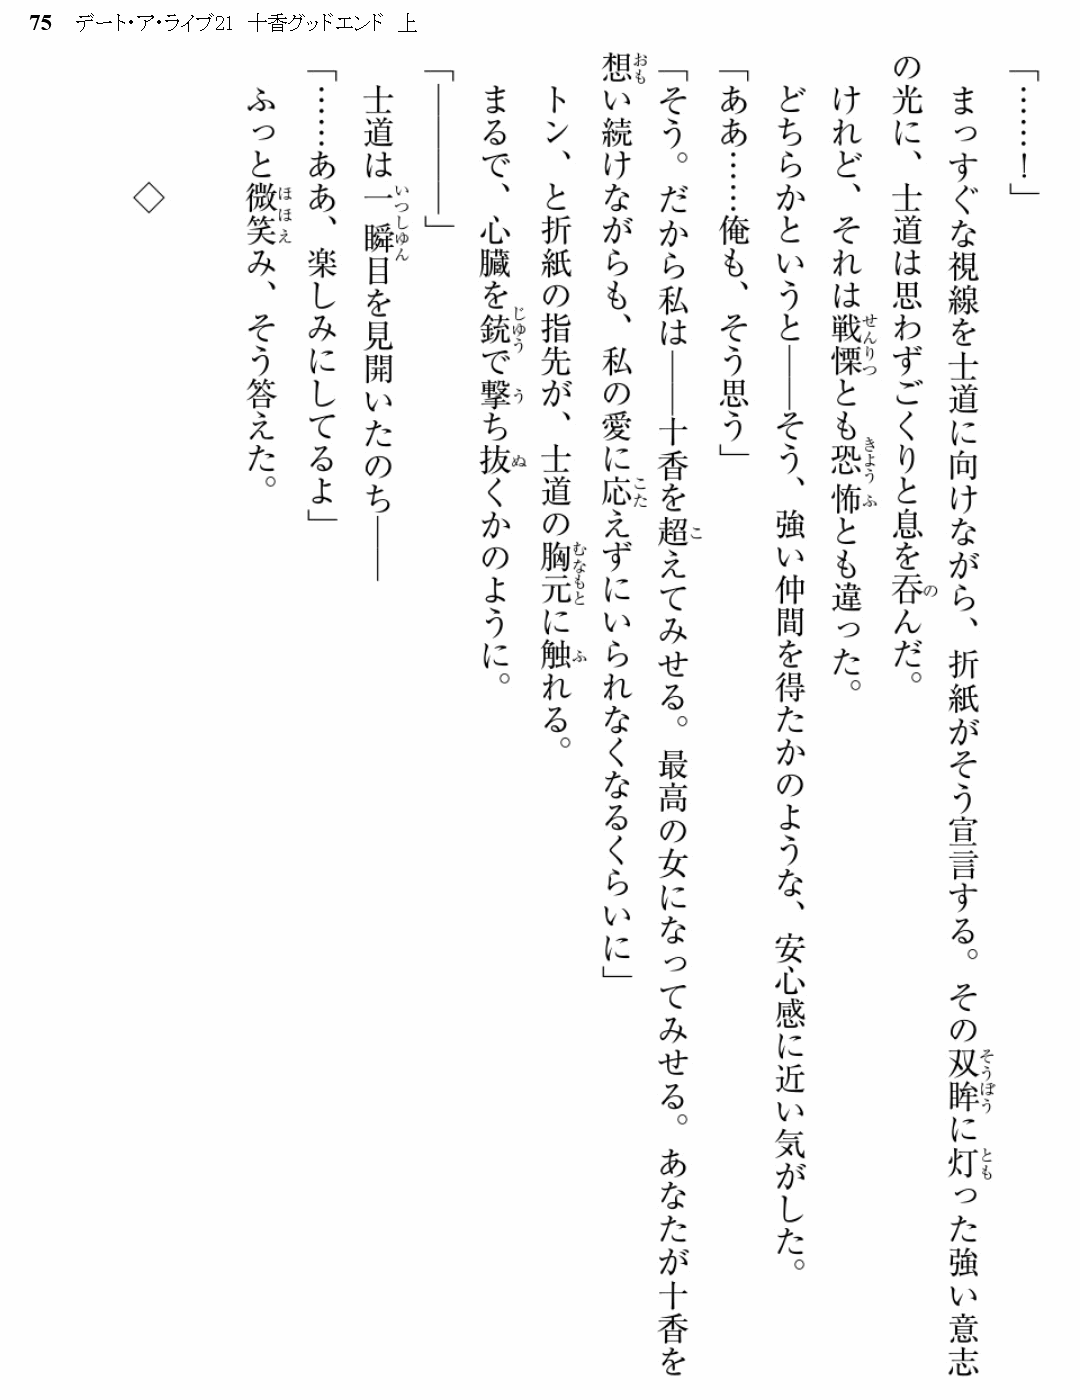 75 デート・ア・ライブ21 十香グッドエンド 上
「……！」
まっすぐな視線を士道に向けながら、折紙がそう宣言する。その双眸に灯った強い意志
の光に、士道は思わずごくりと息を呑んだ。
けれど、それは戦慄とも恐怖とも違った。
どちらかというと――そう、強い仲間を得たかのような、安心感に近い気がした。
「ああ……俺も、そう思う」
「そう。だから私は――十香を超えてみせる。最高の女になってみせる。あなたが十香を
想い続けながらも、私の愛に応えずにいられなくなるくらいに」
トン、と折紙の指先が、士道の胸元に触れる。
まるで、心臓を銃で撃ち抜くかのように。
「――――」
士道は一瞬目を見開いたのち――
「……ああ、楽しみにしてるよ」
ふっと微笑み、そう答えた。
◇